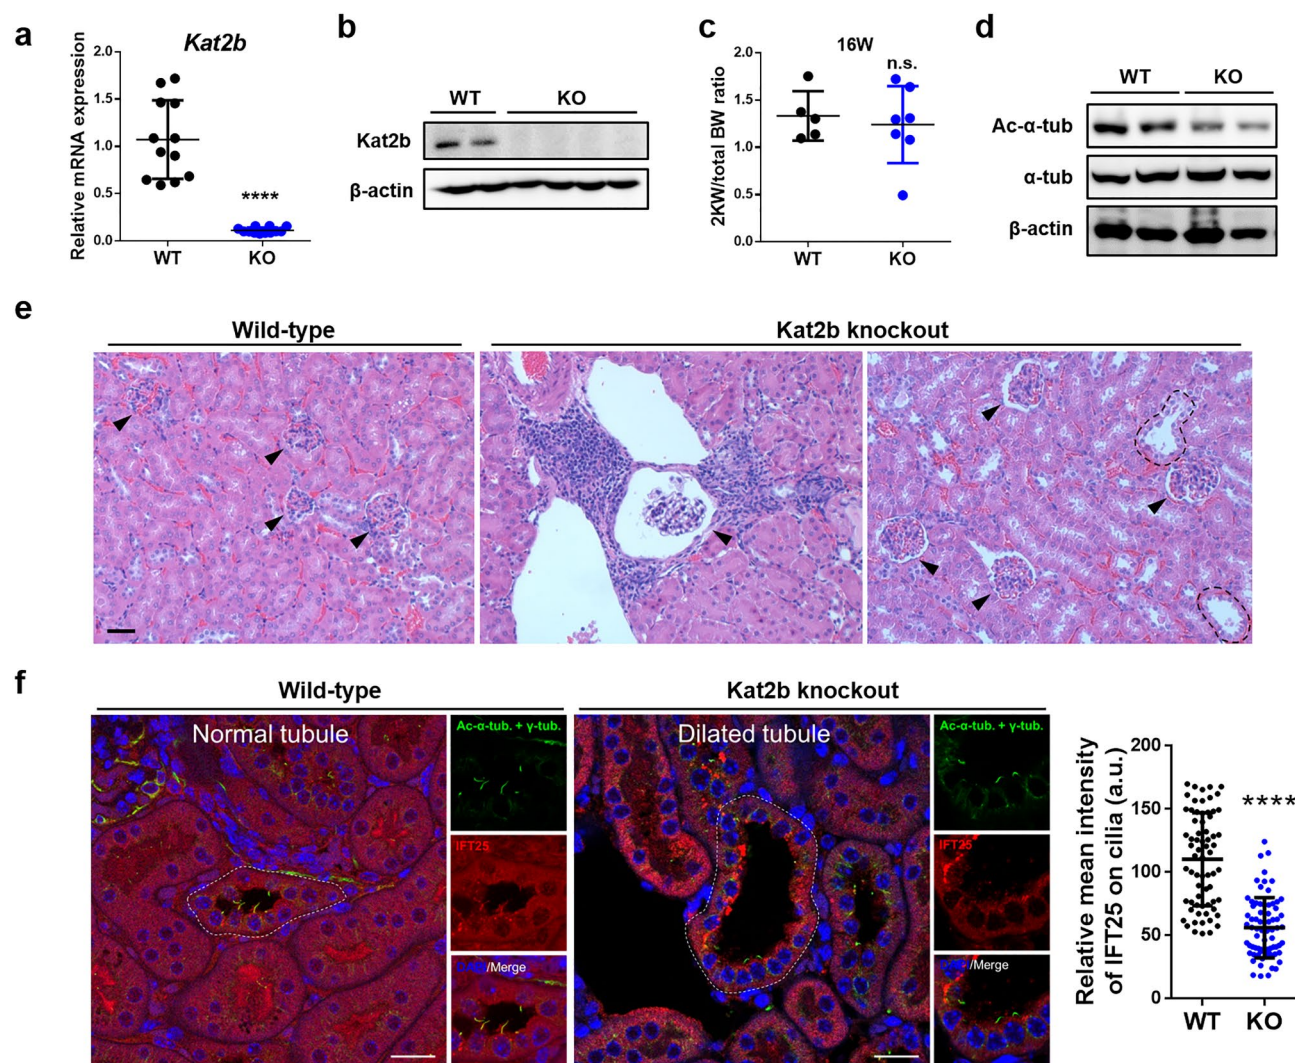 a
Kat2b
Relative mRNA expression
2.0
1.5
1.0
0.5
0.0
****
WT
KO
b
WT
KO
Kat2b
β-actin
c
16W
n.s.
2KW/total BW ratio
2.0
1.5
1.0
0.5
0.0
WT
KO
d
WT
KO
Ac-α-tub
α-tub
β-actin
e
Wild-type
Kat2b knockout
f
Wild-type
Kat2b knockout
Normal tubule
Ac-α-tub. + γ-tub.
IFT25
DAPI/Merge
Dilated tubule
Ac-α-tub. + γ-tub.
IFT25
/Merge
Relative mean intensity
of IFT25 on cilia (a.u.)
200
150
100
50
0
****
WT
KO